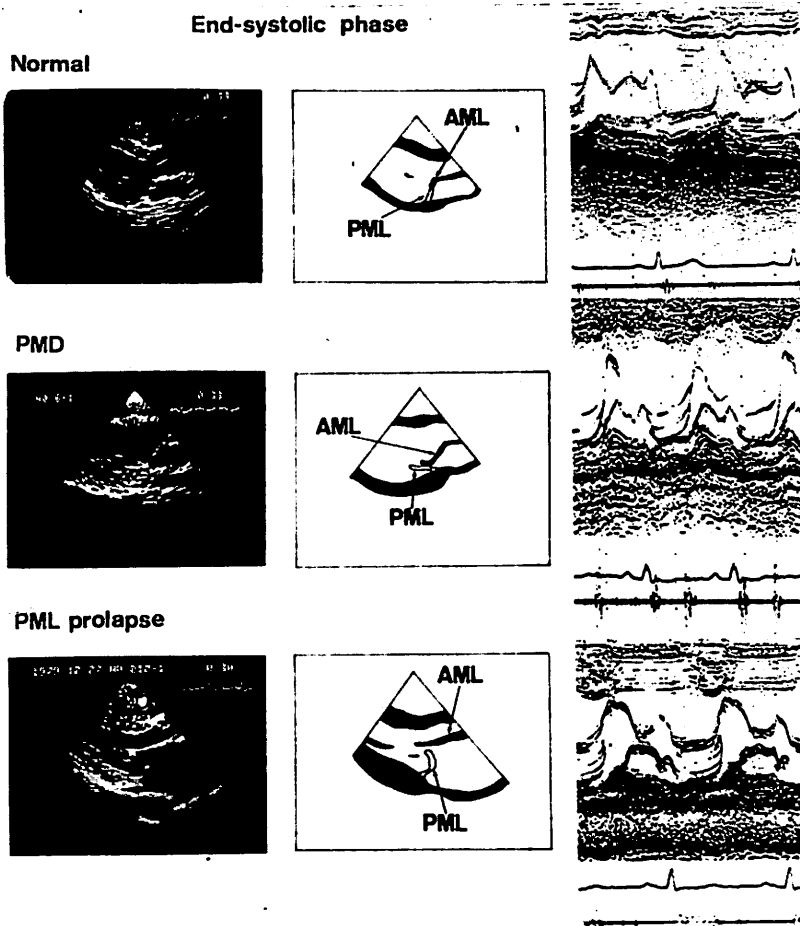 End-systolic phase
Normal
AML
PML
PMD
AML
PML
PML prolapse
AML
PML